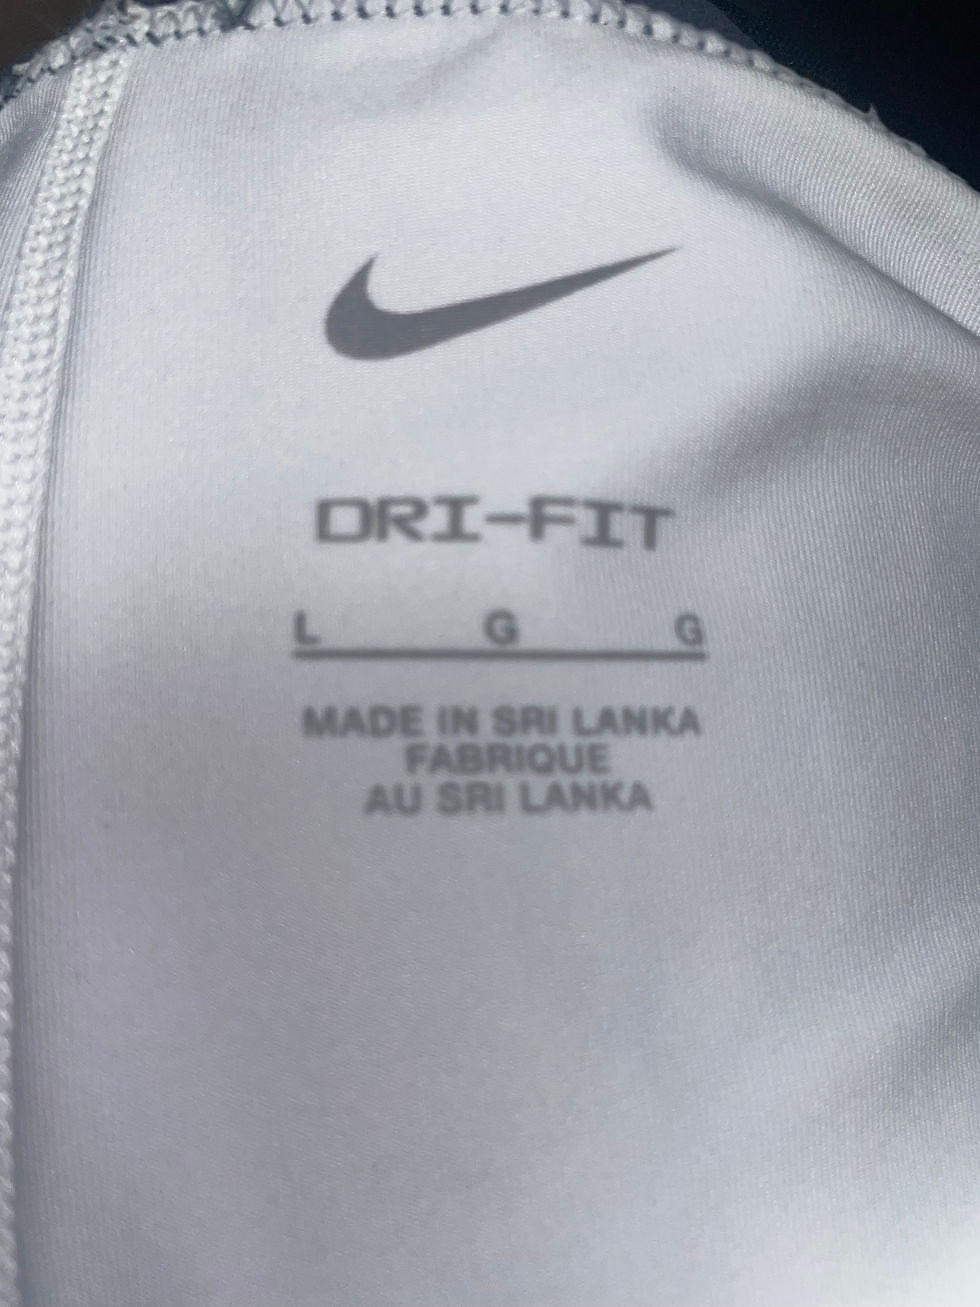 DRI-FIT
L G G
MADE IN SRI LANKA
FABRIQUE
AU SRI LANKA